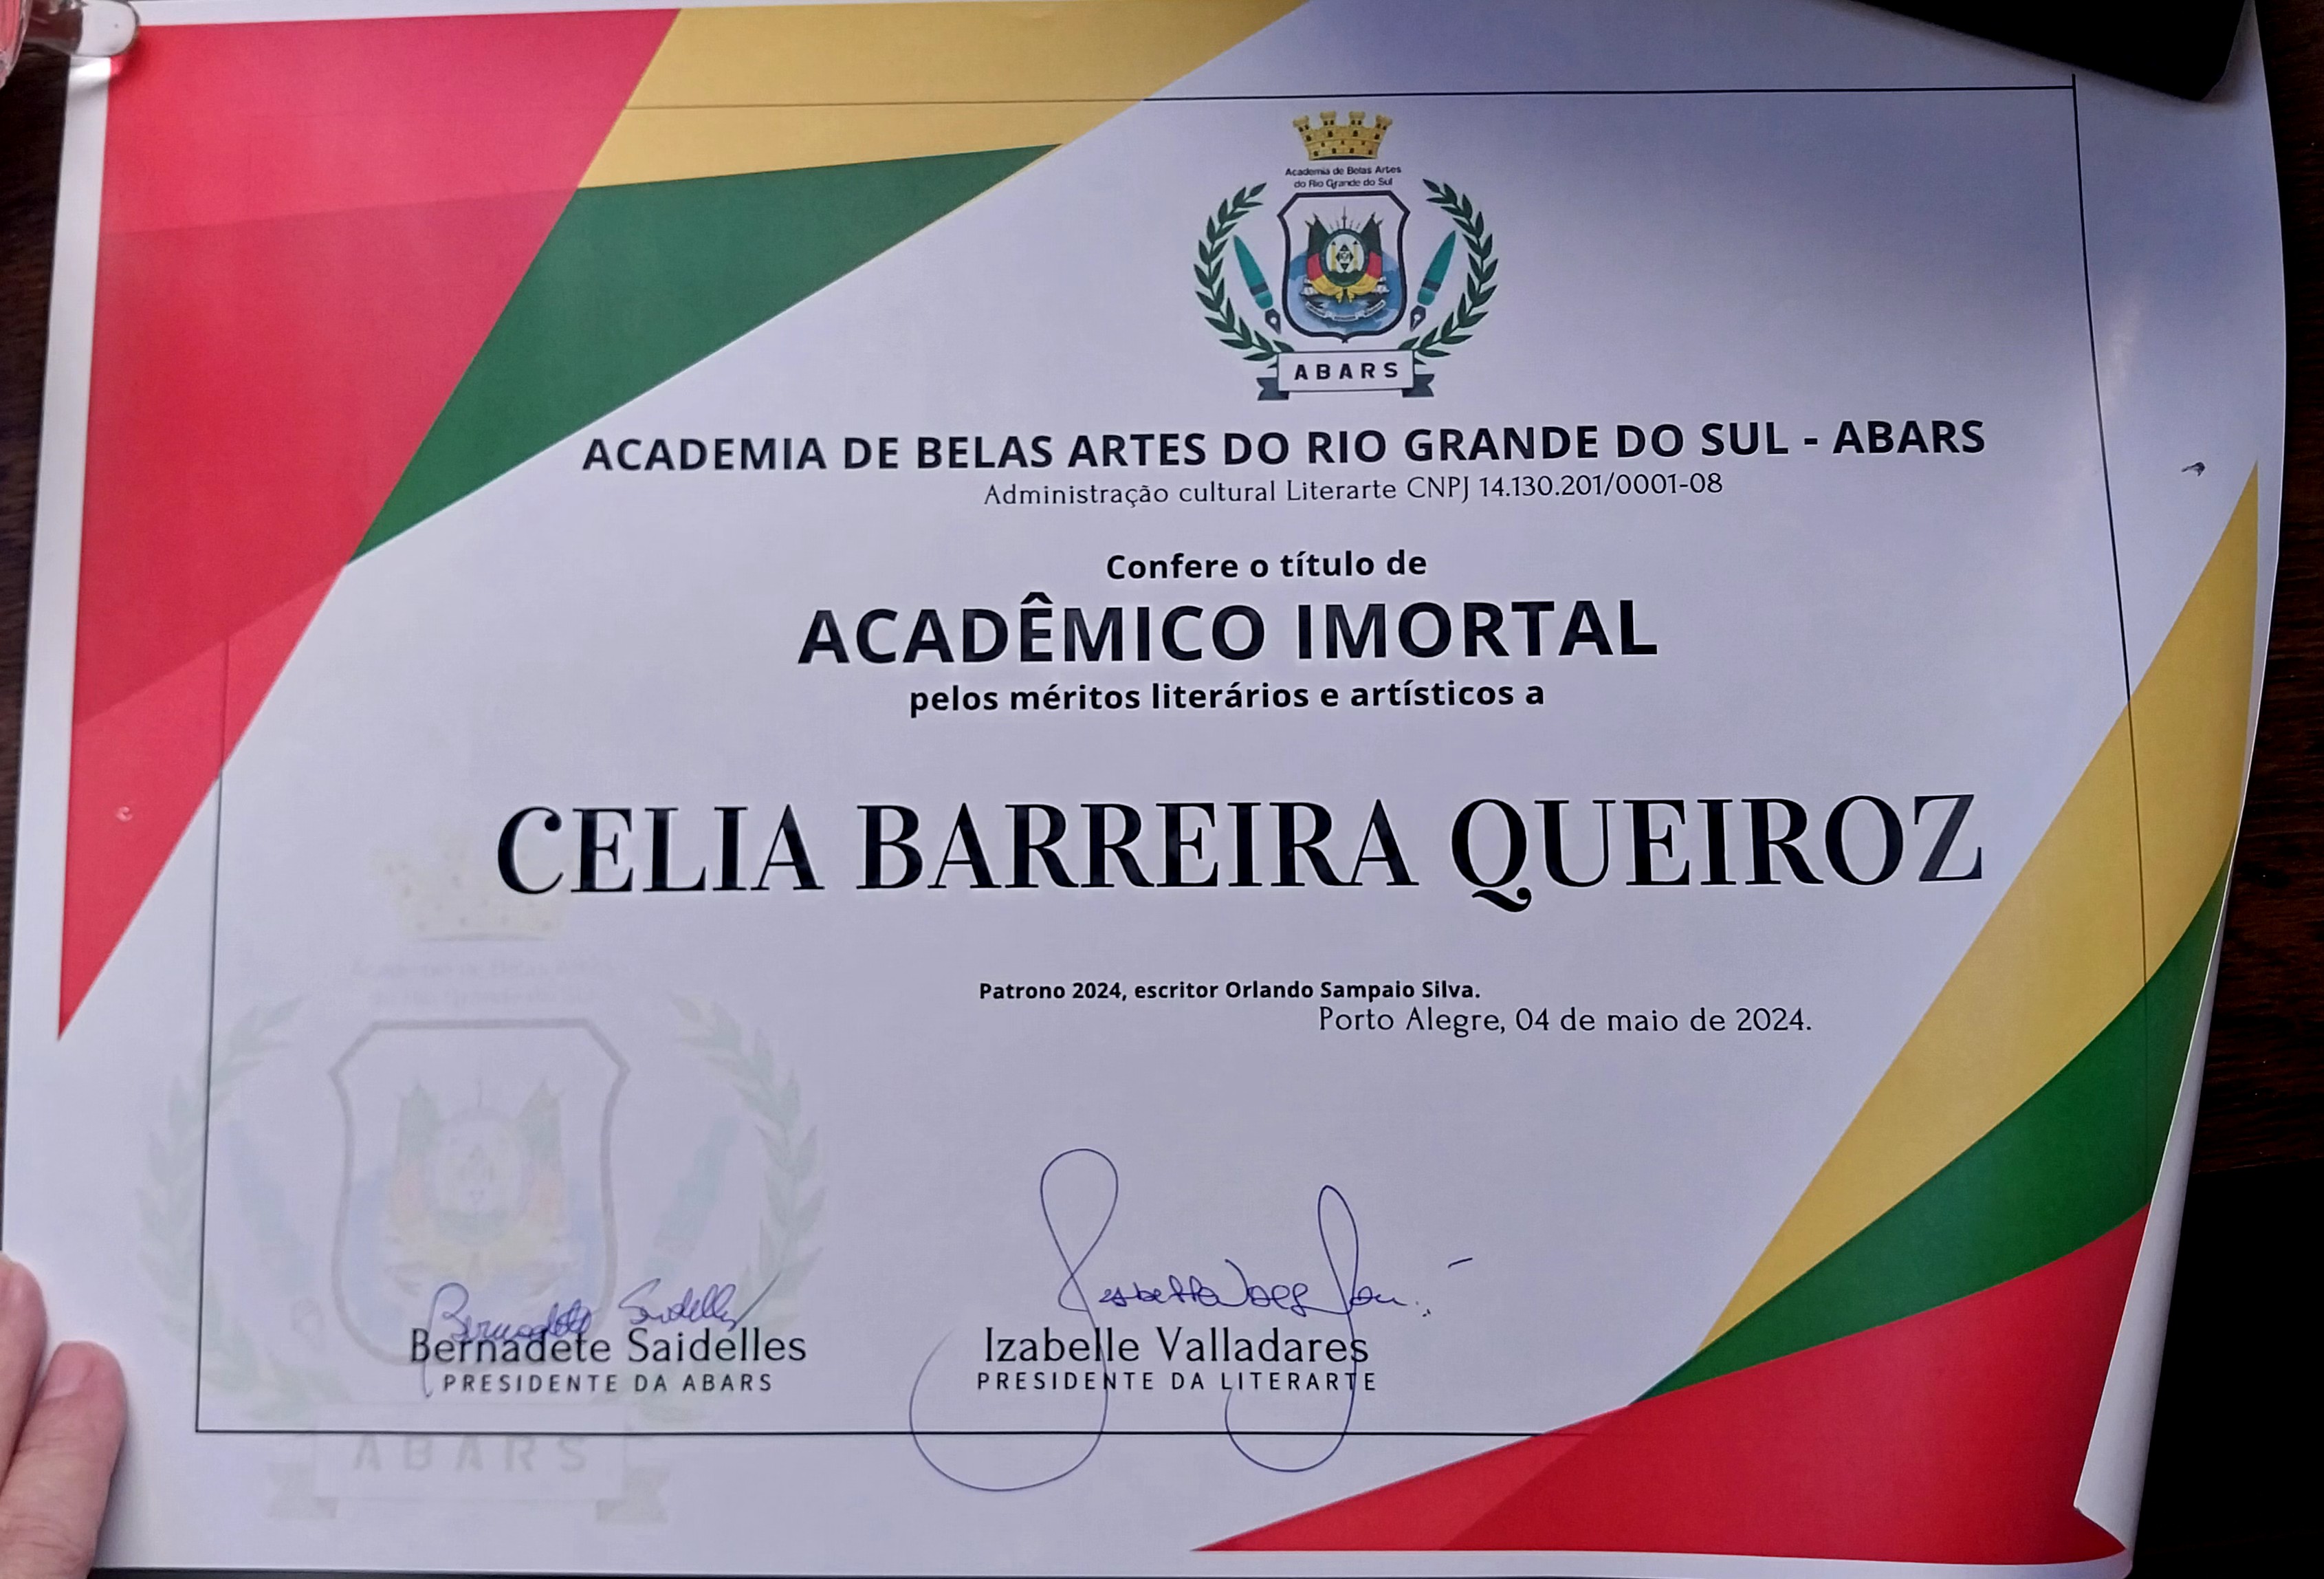 Academia de Belas Artes
do Rio Grande do Sul
ABARS
ACADEMIA DE BELAS ARTES DO RIO GRANDE DO SUL - ABARS
Administração cultural Literarte CNPJ 14.130.201/0001-08
Confere o título de
ACADÊMICO IMORTAL
pelos méritos literários e artísticos a
CELIA BARREIRA QUEIROZ
Patrono 2024, escritor Orlando Sampaio Silva.
Porto Alegre, 04 de maio de 2024.
Bernadete Saidelles
Bernadete Saidelles
PRESIDENTE DA ABARS
Izabelle Valladares
PRESIDENTE DA LITERARTE
ABARS